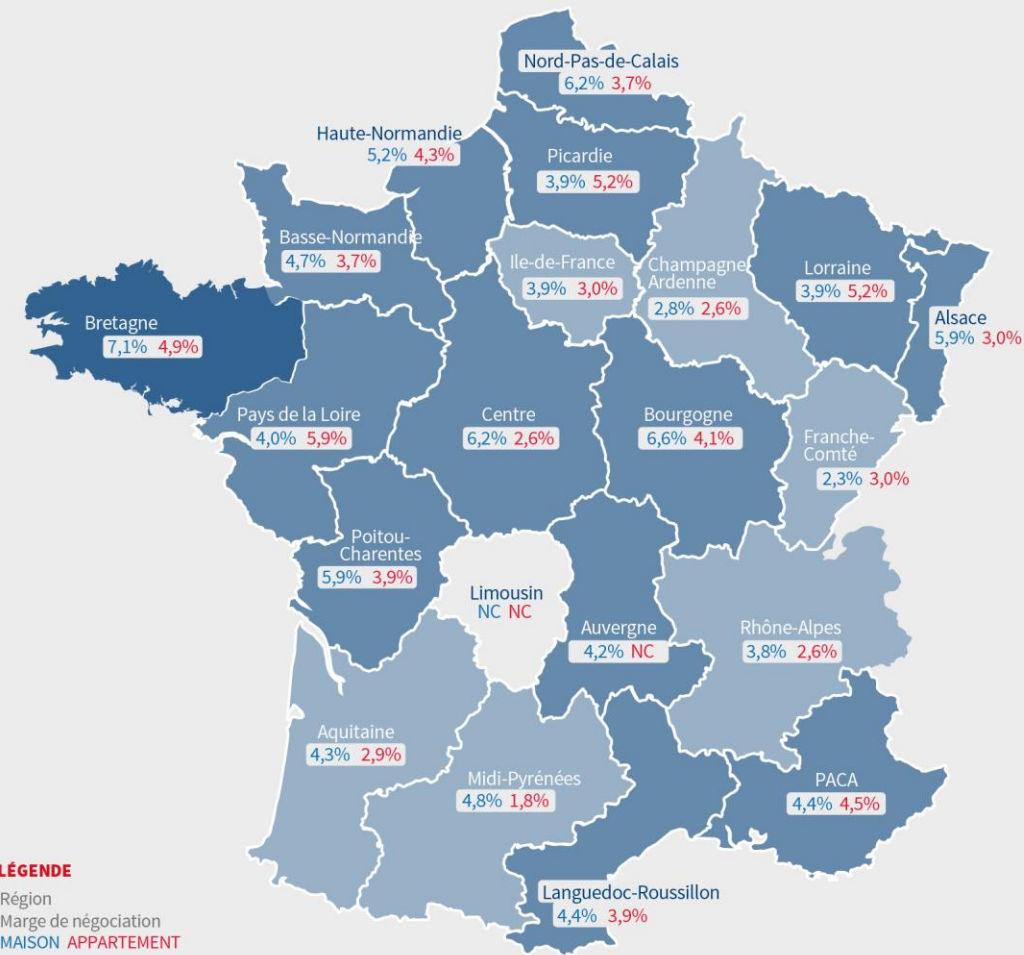 Nord-Pas-de-Calais
6,2% 3,7%
Haute-Normandie
5,2% 4,3%
Picardie
3,9% 5,2%
Basse-Normandie
4,7% 3,7%
Ile-de-France
3,9% 3,0%
Champagne
Ardenne
2,8% 2,6%
Lorraine
3,9% 5,2%
Alsace
5,9% 3,0%
Bretagne
7,1% 4,9%
Pays de la Loire
4,0% 5,9%
Centre
6,2% 2,6%
Bourgogne
6,6% 4,1%
Franche-
Comté
2,3% 3,0%
Poitou-
Charentes
5,9% 3,9%
Limousin
NC NC
Auvergne
4,2% NC
Rhône-Alpes
3,8% 2,6%
Aquitaine
4,3% 2,9%
Midi-Pyrénées
4,8% 1,8%
PACA
4,4% 4,5%
Languedoc-Roussillon
4,4% 3,9%
LÉGENDE
Région
Marge de négociation
MAISON APPARTEMENT